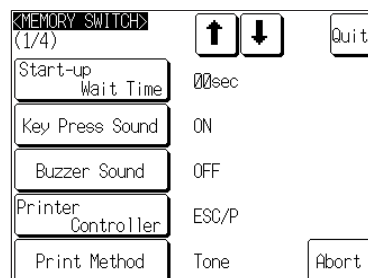 <MEMORY SWITCH>
(1/4)
Quit
Start-up
Wait Time
00sec
Key Press Sound
ON
Buzzer Sound
OFF
Printer
Controller
ESC/P
Print Method
Tone
Abort